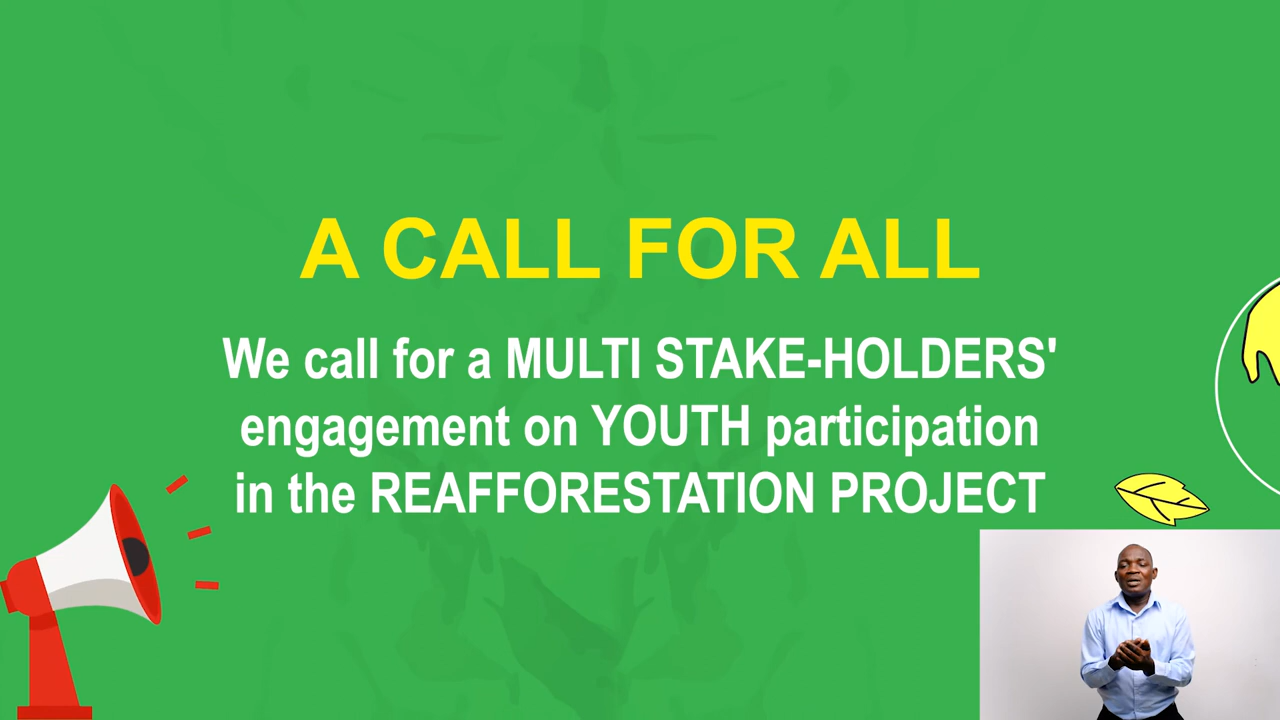 A CALL FOR ALL
We call for a MULTI STAKE-HOLDERS'
engagement on YOUTH participation
in the REAFFORESTATION PROJECT